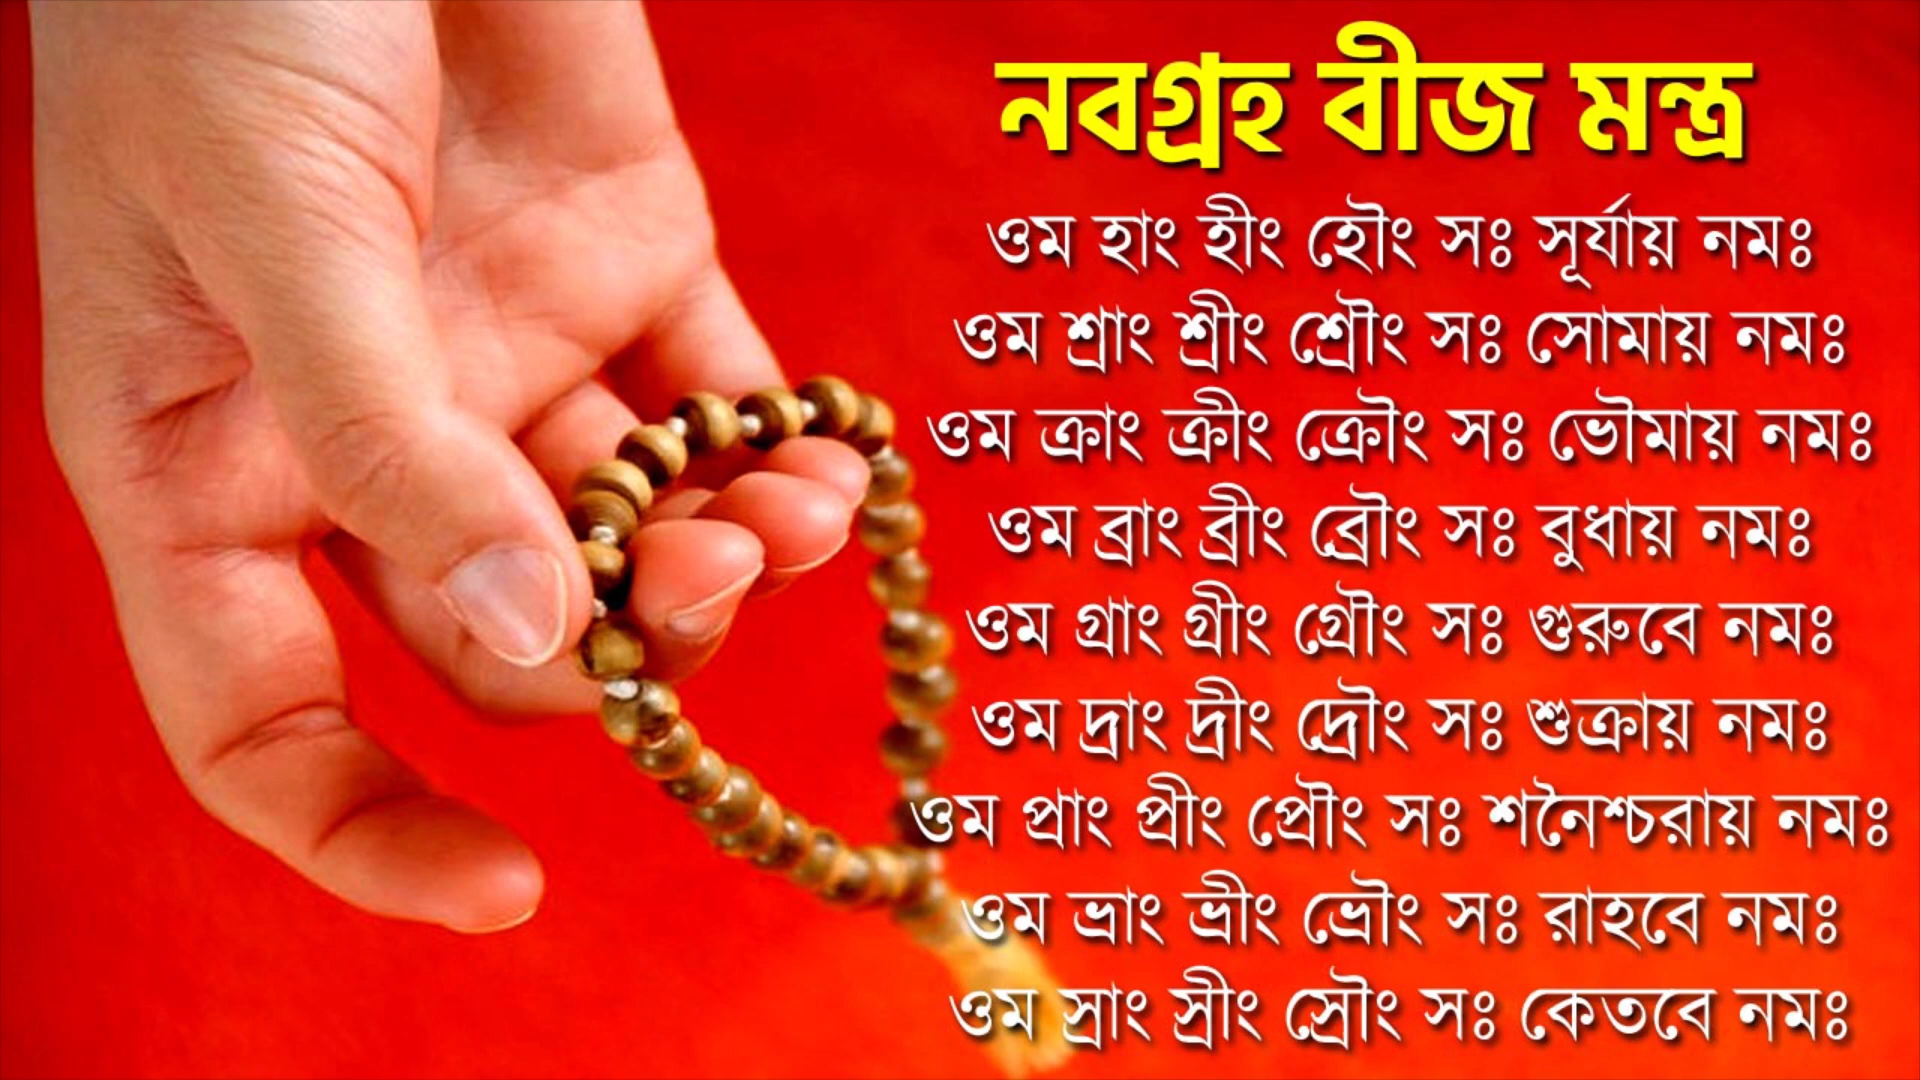 নবগ্রহ বীজ মন্ত্র
ওম হাং হীং হৌং সঃ সূর্যায় নমঃ
ওম শ্রাং শ্রীং শ্রৌং সঃ সোমায় নমঃ
ওম ক্রাং ক্রীং ক্রৌং সঃ ভৌমায় নমঃ
ওম ব্রাং ব্রীং ব্রৌং সঃ বুধায় নমঃ
ওম গ্রাং গ্রীং গ্রৌং সঃ গুরুবে নমঃ
ওম দ্রাং দ্রীং দ্রৌং সঃ শুক্রায় নমঃ
ওম প্রাং প্রীং প্রৌং সঃ শনৈশ্চরায় নমঃ
ওম ভ্রাং ভ্রীং ভ্রৌং সঃ রাহবে নমঃ
ওম স্রাং স্রীং স্রৌং সঃ কেতবে নমঃ